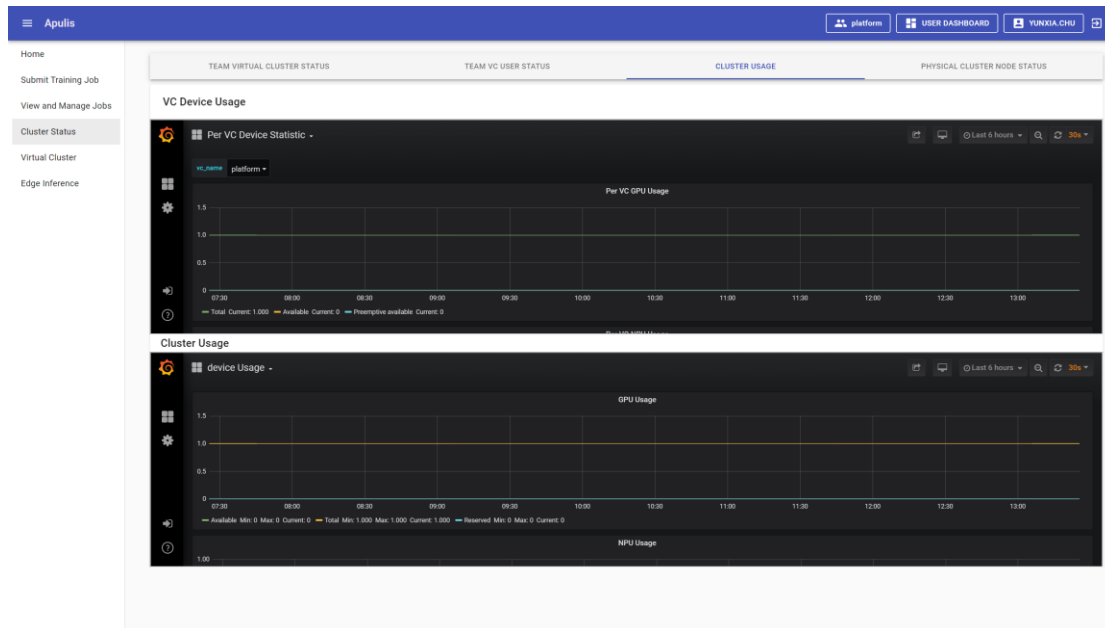 Apulis
platform
USER DASHBOARD
YUNXIA.CHU
Home
Submit Training Job
View and Manage Jobs
Cluster Status
Virtual Cluster
Edge Inference
TEAM VIRTUAL CLUSTER STATUS
TEAM VC USER STATUS
CLUSTER USAGE
PHYSICAL CLUSTER NODE STATUS
VC Device Usage
Per VC Device Statistic
Last 6 hours
30s
vc_name platform
Per VC GPU Usage
1.5
1.0
0.5
0
07:30 08:00 08:30 09:00 09:30 10:00 10:30 11:00 11:30 12:00 12:30 13:00
Total Current: 1.000 Available Current: 0 Preemptive available Current: 0
Per VC NPU Usage
Cluster Usage
device Usage
Last 6 hours
30s
GPU Usage
1.5
1.0
0.5
0
07:30 08:00 08:30 09:00 09:30 10:00 10:30 11:00 11:30 12:00 12:30 13:00
Available Min: 0 Max: 0 Current: 0 Total Min: 1.000 Max: 1.000 Current: 1.000 Reserved Min: 0 Max: 0 Current: 0
NPU Usage
1.00